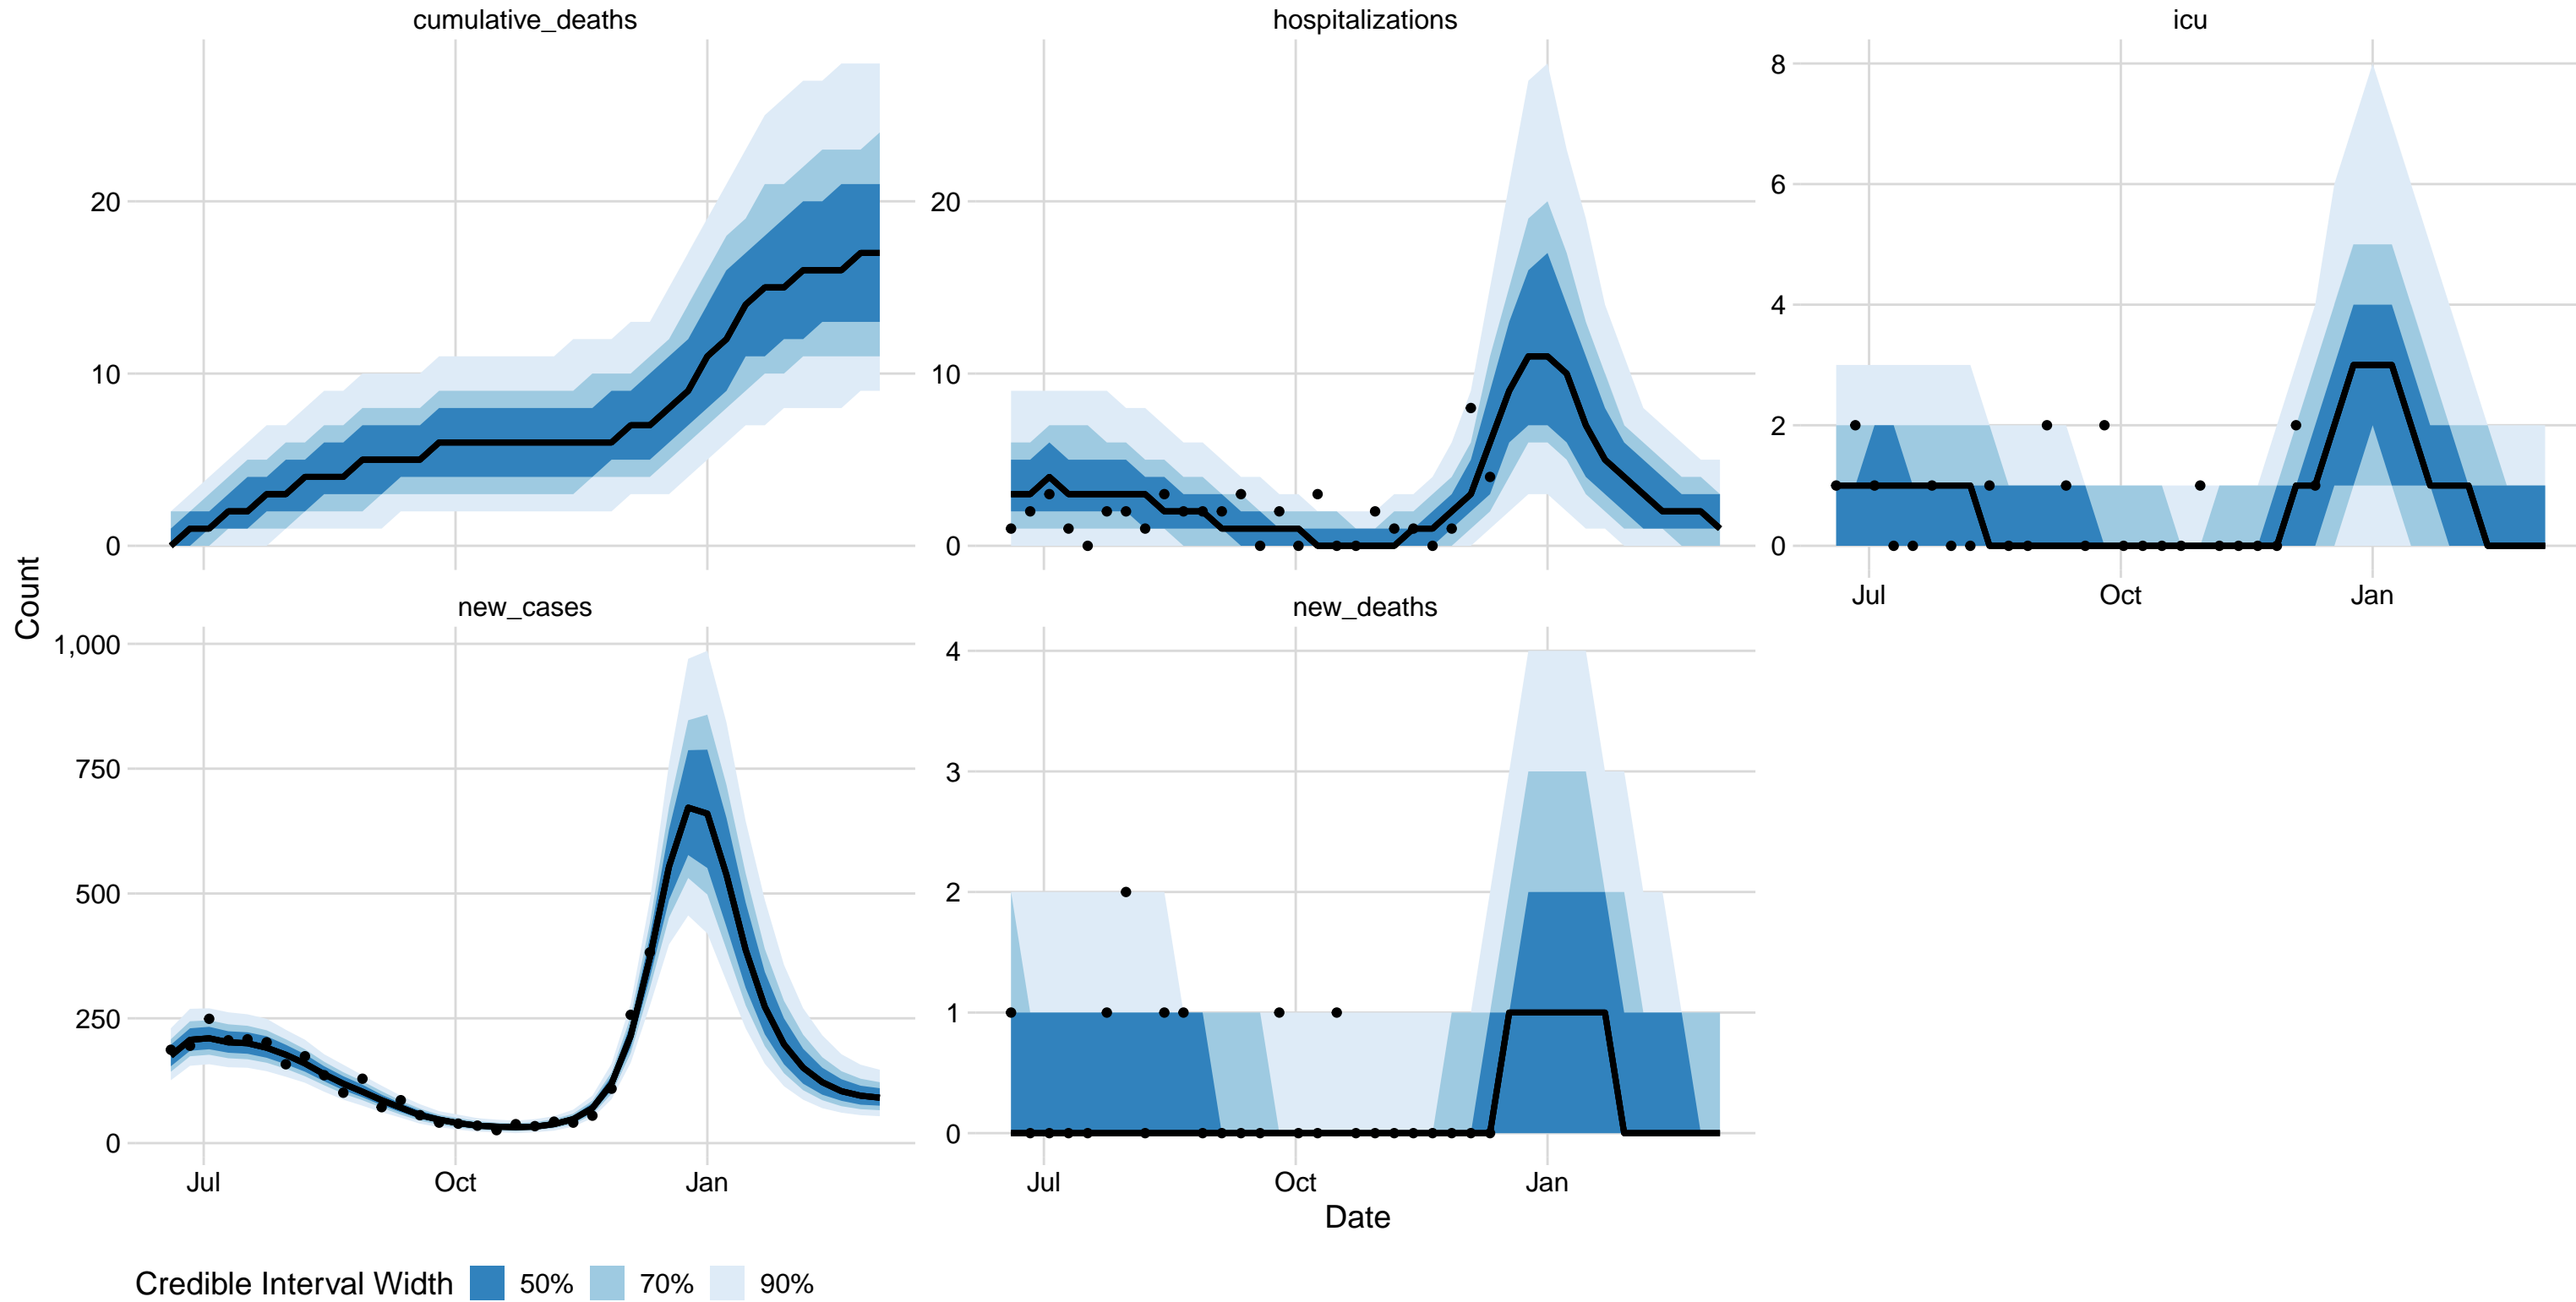 cumulative_deaths
hospitalizations
icu
20
10
0
20
10
0
8
6
4
2
0
Jul Oct Jan
Count
new_cases
new_deaths
1,000
750
500
250
0
4
3
2
1
0
Jul Oct Jan
Jul Oct Jan
Date
Credible Interval Width 50% 70% 90%